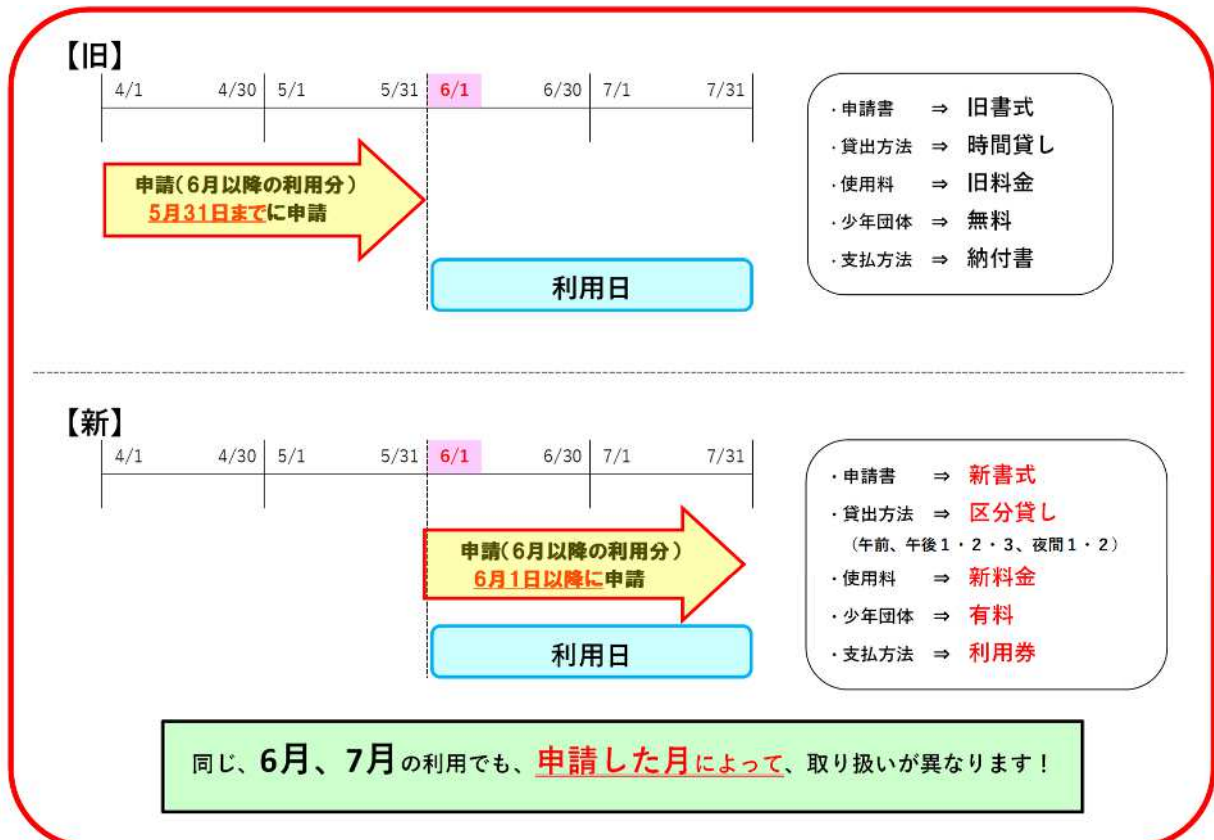 【旧】
4/1 4/30 5/1 5/31 6/1 6/30 7/1 7/31
申請(6月以降の利用分)
5月31日までに申請
利用日
・申請書 ⇒ 旧書式
・貸出方法 ⇒ 時間貸し
・使用料 ⇒ 旧料金
・少年団体 ⇒ 無料
・支払方法 ⇒ 納付書
【新】
4/1 4/30 5/1 5/31 6/1 6/30 7/1 7/31
申請(6月以降の利用分)
6月1日以降に申請
利用日
・申請書 ⇒ 新書式
・貸出方法 ⇒ 区分貸し
(午前、午後1・2・3、夜間1・2)
・使用料 ⇒ 新料金
・少年団体 ⇒ 有料
・支払方法 ⇒ 利用券
同じ、6月、7月の利用でも、申請した月によって、取り扱いが異なります!